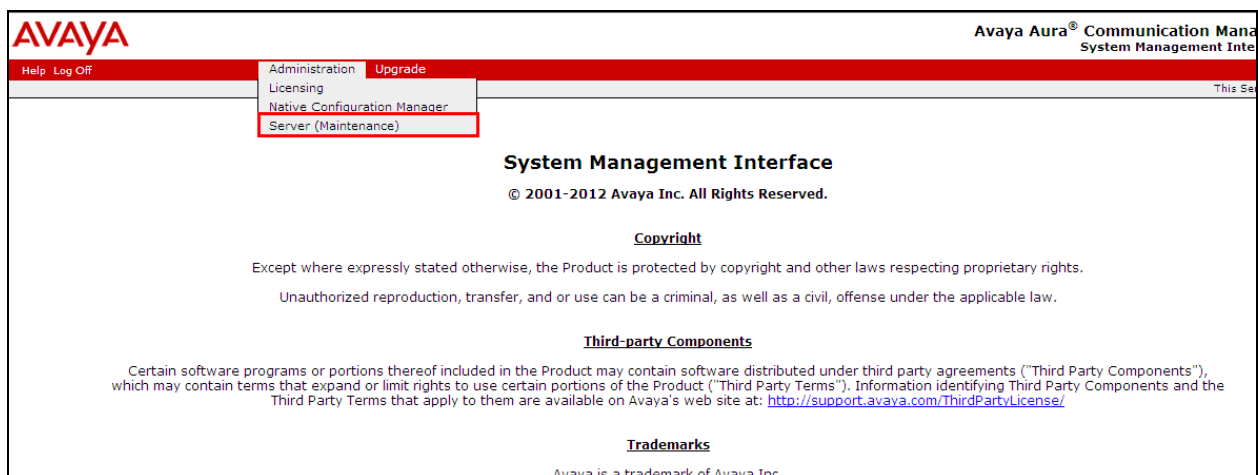 AVAYA
Avaya Aura® Communication Mana
System Management Inte
Help Log Off
Administration Upgrade
Licensing
This Se
Native Configuration Manager
Server (Maintenance)
System Management Interface
© 2001-2012 Avaya Inc. All Rights Reserved.
Copyright
Except where expressly stated otherwise, the Product is protected by copyright and other laws respecting proprietary rights.
Unauthorized reproduction, transfer, and or use can be a criminal, as well as a civil, offense under the applicable law.
Third-party Components
Certain software programs or portions thereof included in the Product may contain software distributed under third party agreements ("Third Party Components"),
which may contain terms that expand or limit rights to use certain portions of the Product ("Third Party Terms"). Information identifying Third Party Components and the
Third Party Terms that apply to them are available on Avaya's web site at: http://support.avaya.com/ThirdPartyLicense/
Trademarks
Avaya is a trademark of Avaya Inc.